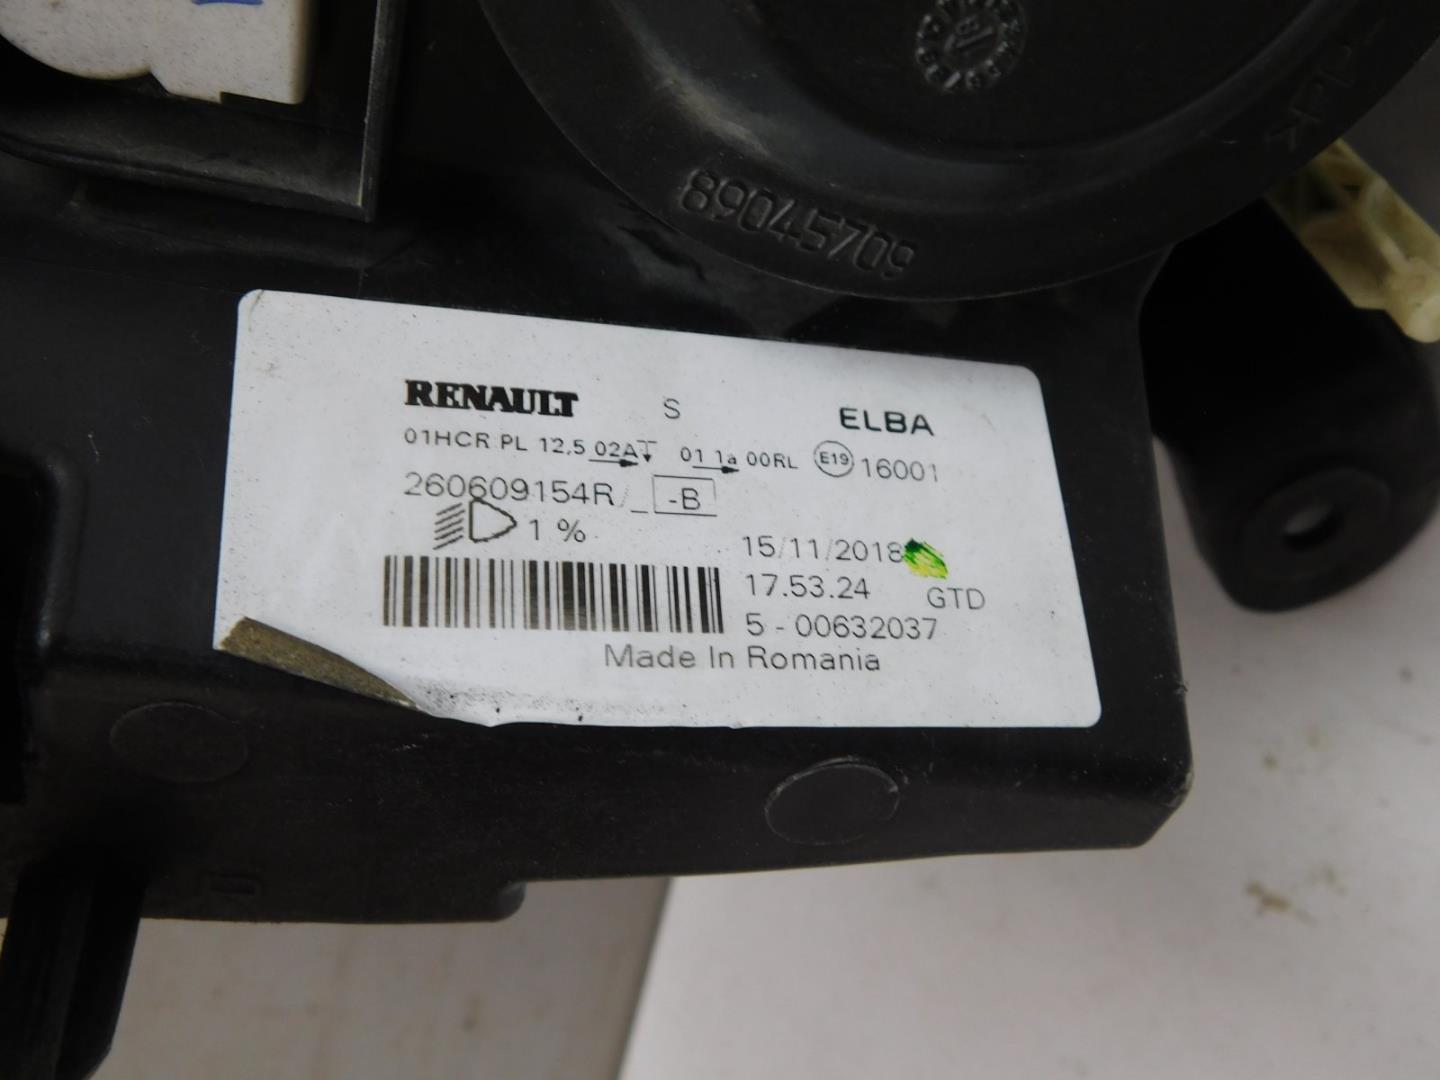 89045709
RENAULT S ELBA
01HCR PL 12,5 02A 01 1a 00RL E19 16001
260609154R/_ -B
1 %
15/11/2018
17.53.24 GTD
5 - 00632037
Made In Romania